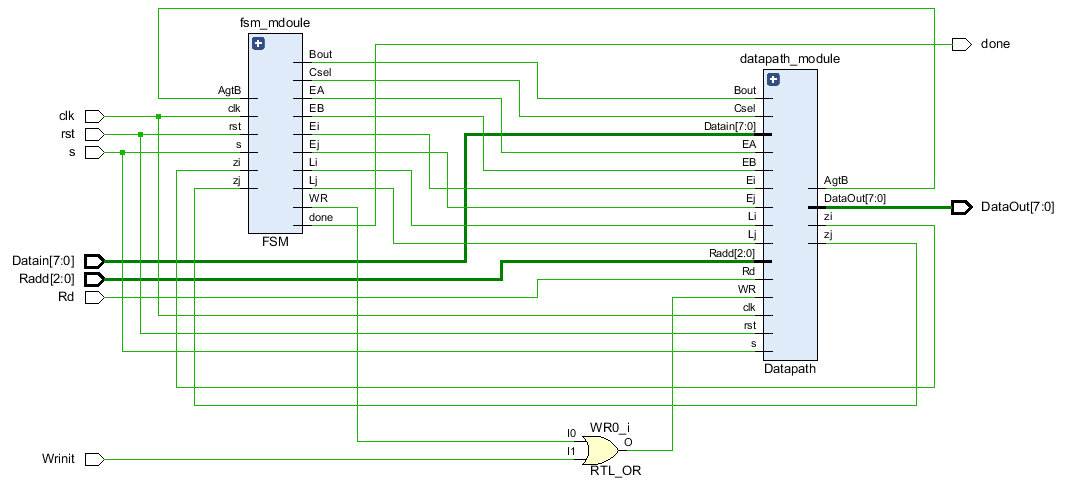 fsm_mdoule
AgtB
clk
rst
s
zi
zj
Bout
Csel
EA
EB
Ei
Ej
Li
Lj
WR
done
FSM
clk
rst
s
Datain[7:0]
Radd[2:0]
Rd
Wrinit
datapath_module
Bout
Csel
Datain[7:0]
EA
EB
Ei
Ej
Li
Lj
Radd[2:0]
Rd
WR
clk
rst
s
AgtB
DataOut[7:0]
zi
zj
Datapath
WR0_i
I0
I1
O
RTL_OR
done
DataOut[7:0]